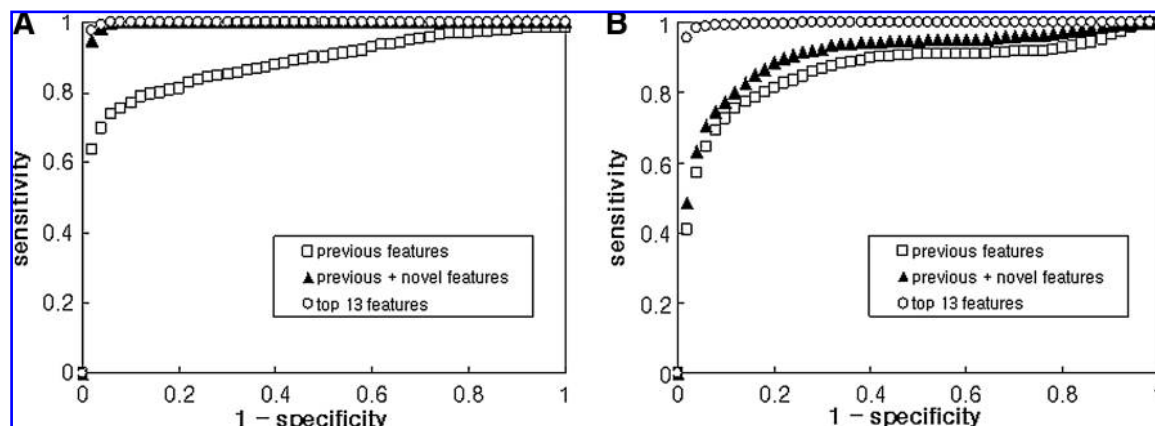 A
1
0.8
0.6
0.4
0.2
0
sensitivity
previous features
previous + novel features
top 13 features
0 0.2 0.4 0.6 0.8 1
1 – specificity
B
1
0.8
0.6
0.4
0.2
0
sensitivity
previous features
previous + novel features
top 13 features
0 0.2 0.4 0.6 0.8 1
1 – specificity